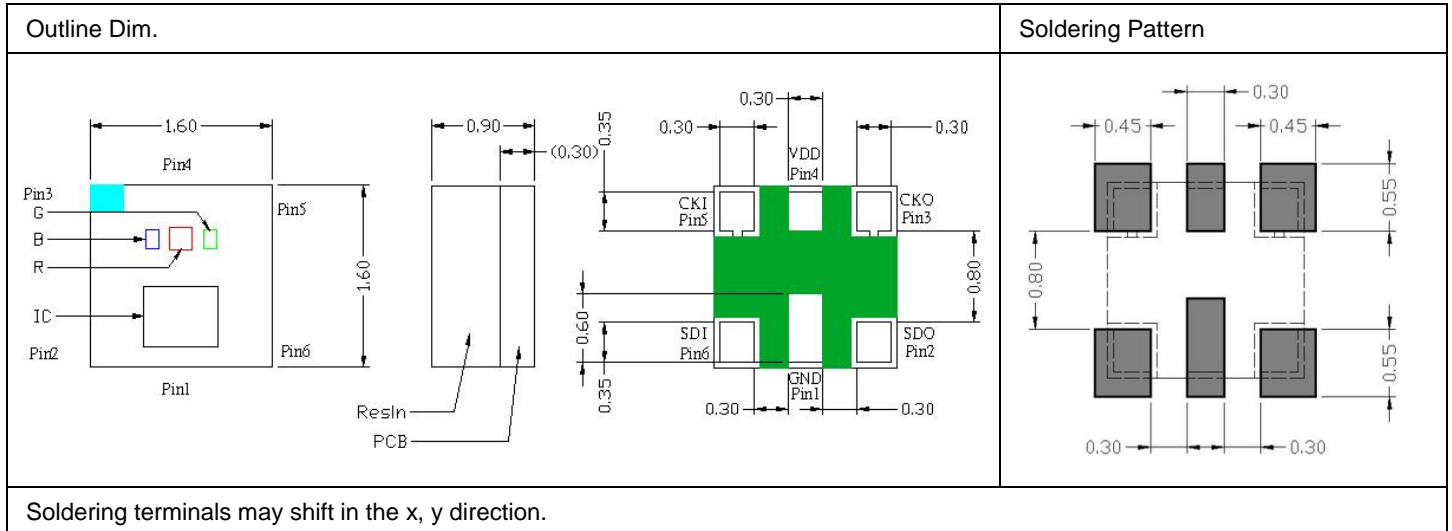 Outline Dim.
Soldering Pattern
1.60
Pin4
Pin3
G
B
R
IC
Pin2
Pin5
1.60
Pin6
Pin1
0.90
(0.30)
ResIn
PCB
0.30
0.30
0.35
0.30
VDD
Pin4
CKI
Pin5
CKO
Pin3
0.80
0.60
SDI
Pin6
SDO
Pin2
GND
Pin1
0.35
0.30
0.30
0.30
0.45
0.45
0.55
0.80
0.55
0.30
0.30
Soldering terminals may shift in the x, y direction.